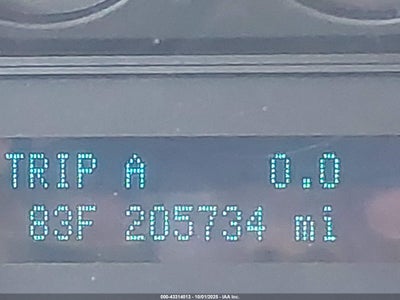 TRIP A 0.0
83F 205734 mi
000-43314013 - 10/01/2025 - IAA Inc.